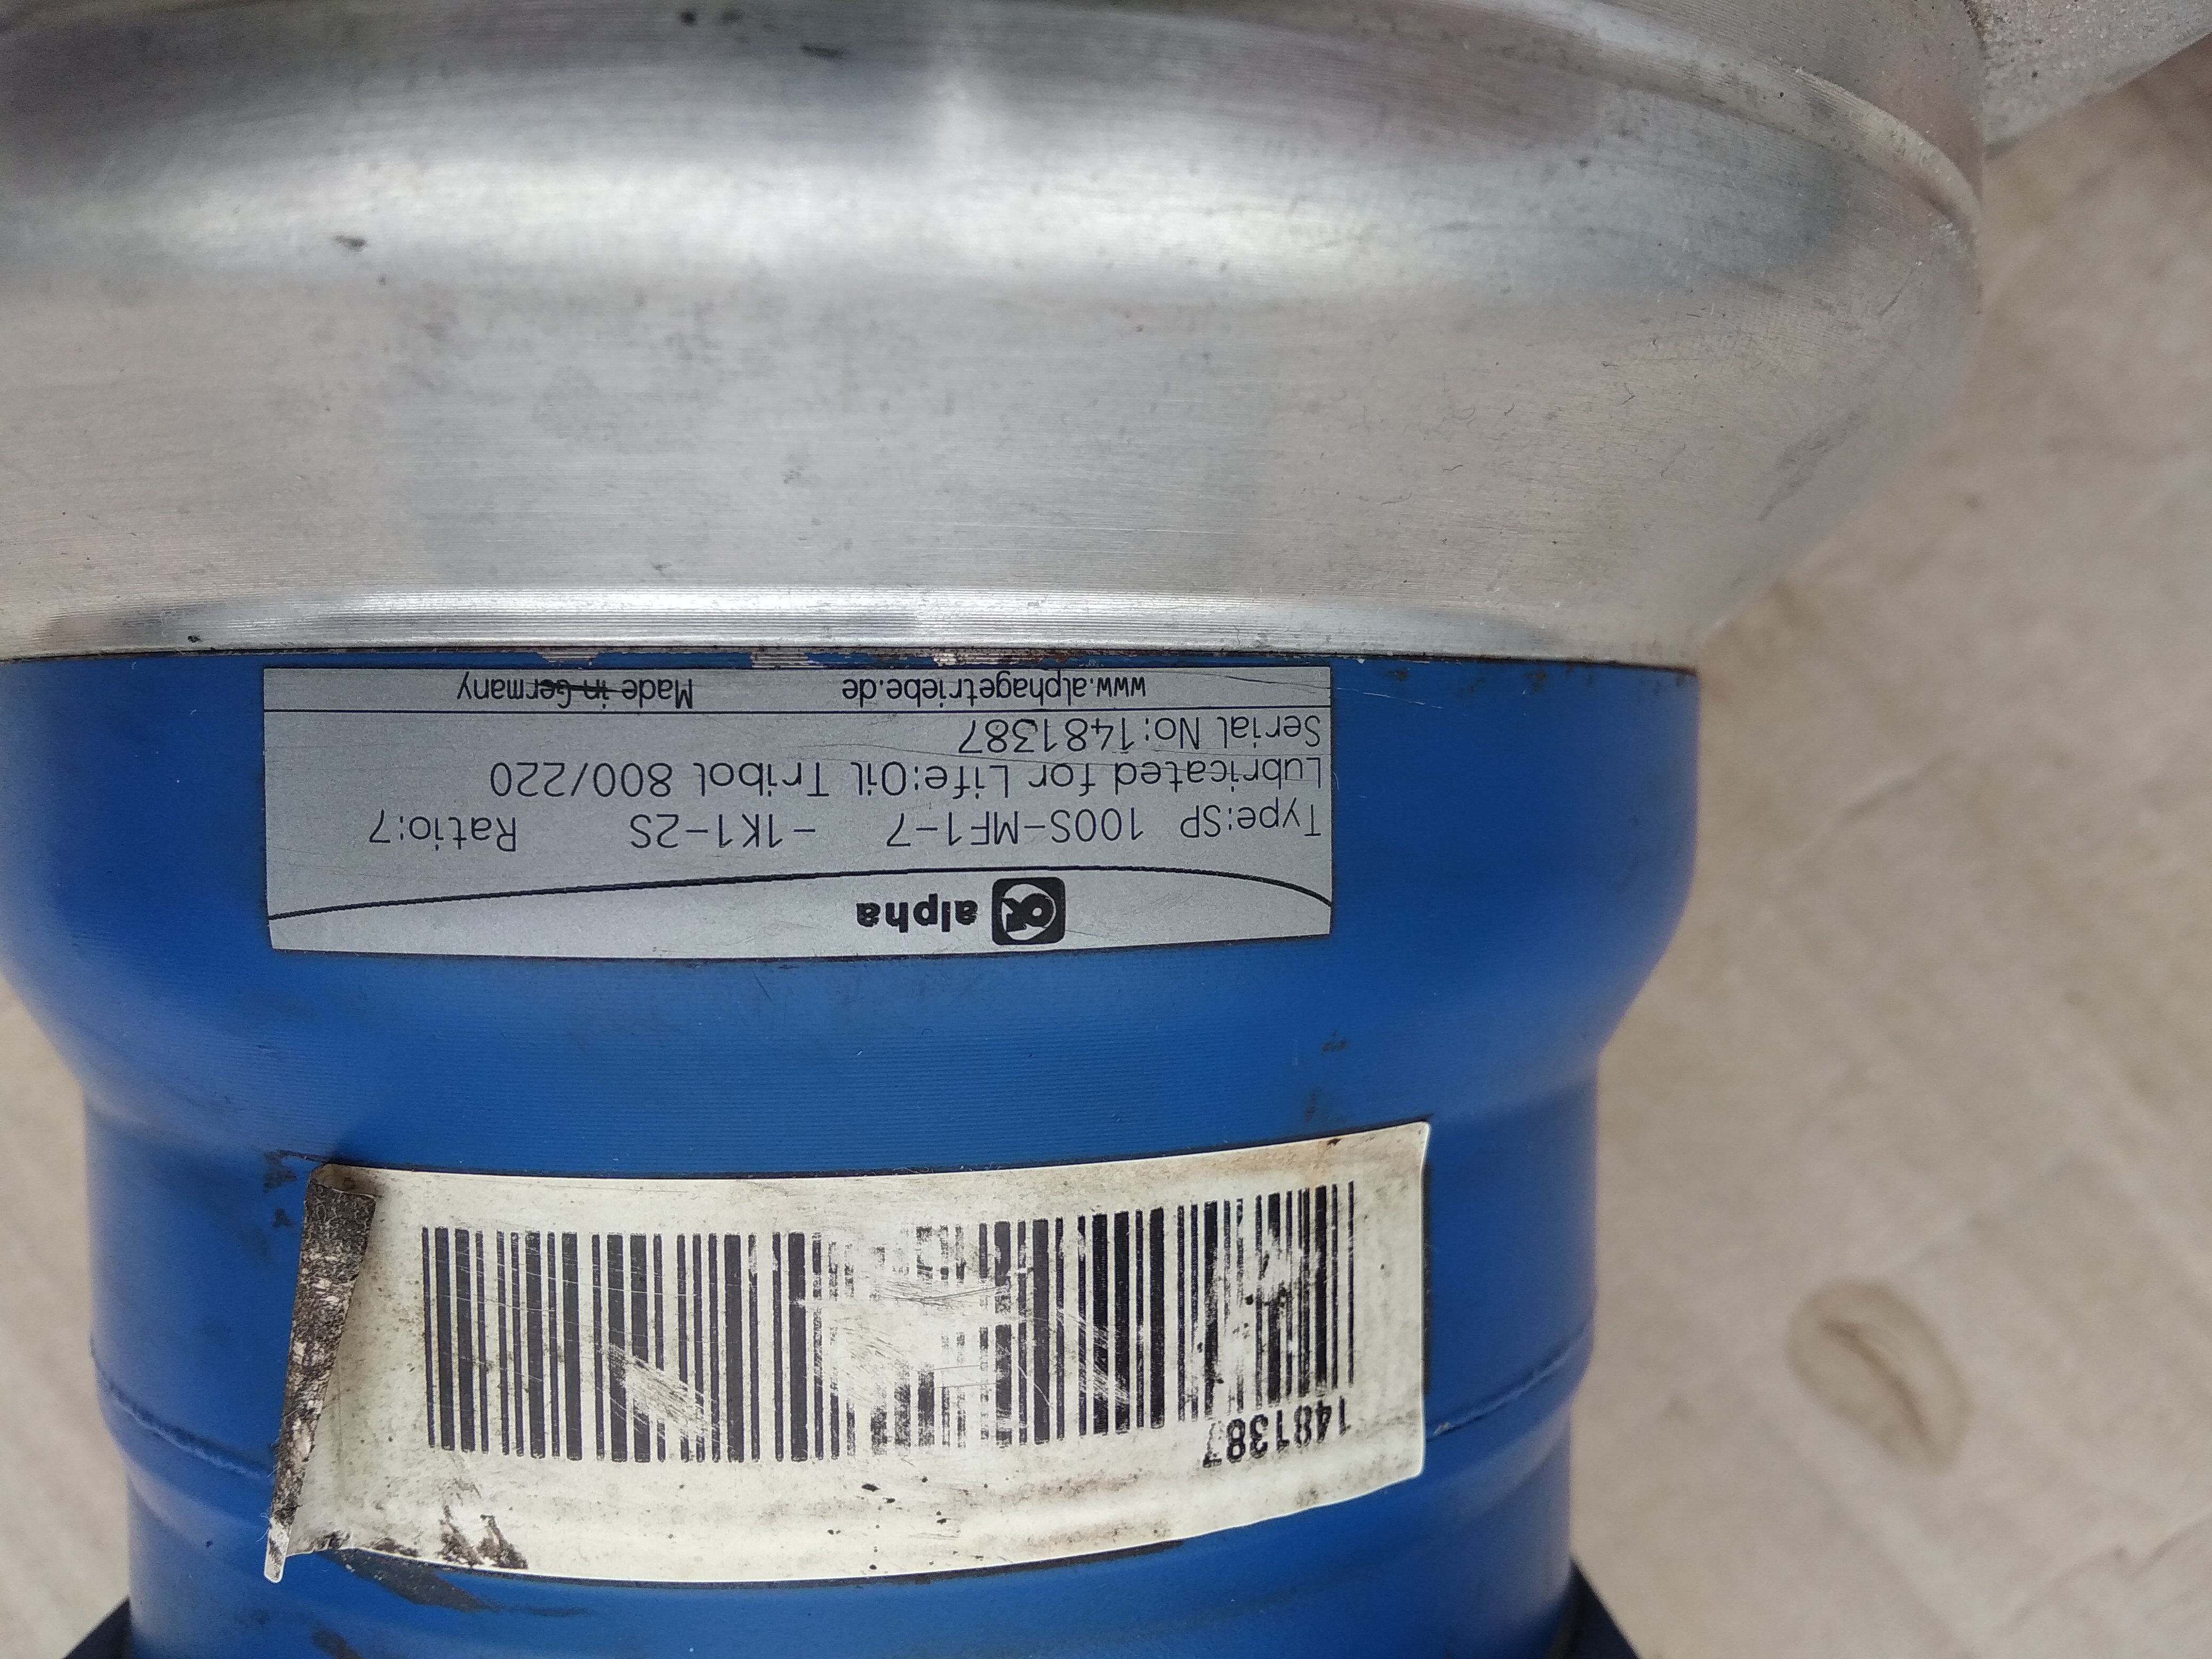 alpha
Type:SP 100S-MF1-7 -1K1-2S Ratio:7
Lubricated for Life:Oil Tribol 800/220
Serial No:1481387
www.alphagetriebe.de Made in Germany
1481387